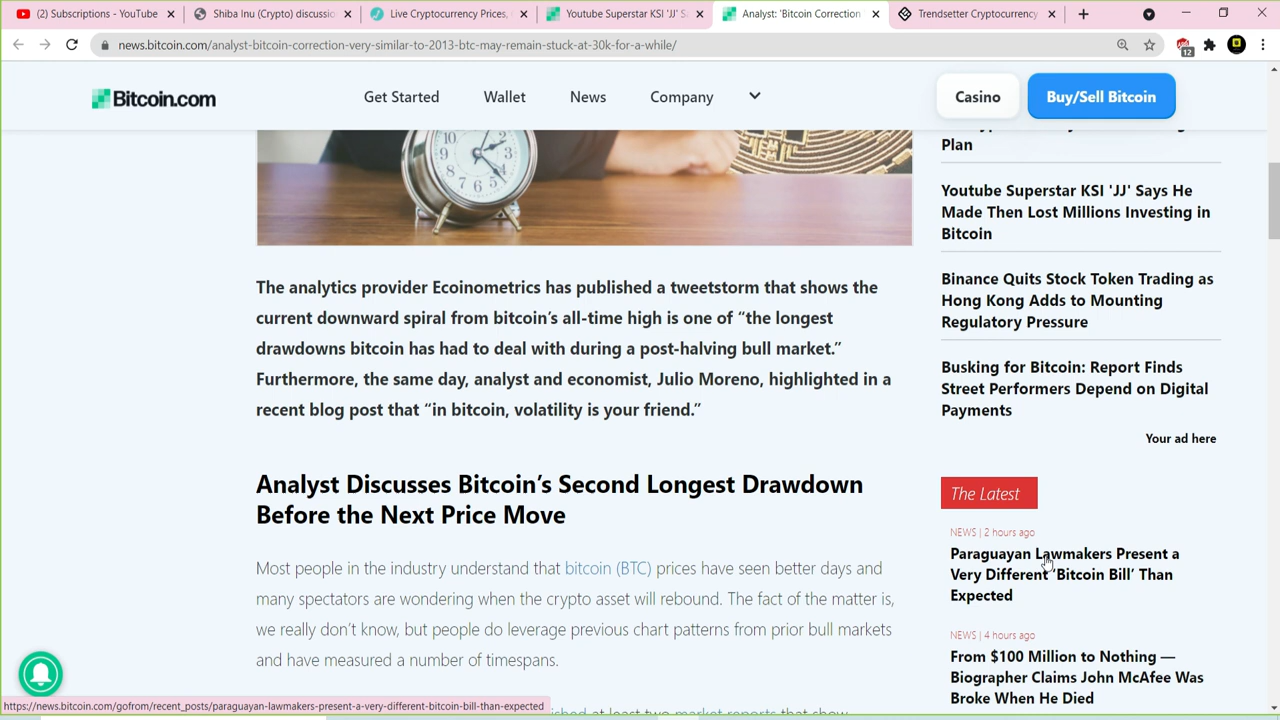 (2) Subscriptions - YouTube
Shiba Inu (Crypto) discussio
Live Cryptocurrency Prices,
Youtube Superstar KSI 'JJ' S
Analyst: 'Bitcoin Correction
Trendsetter Cryptocurrency
news.bitcoin.com/analyst-bitcoin-correction-very-similar-to-2013-btc-may-remain-stuck-at-30k-for-a-while/
12
Bitcoin.com
Get Started
Wallet
News
Company
Casino
Buy/Sell Bitcoin
The analytics provider Ecoinometrics has published a tweetstorm that shows the
current downward spiral from bitcoin's all-time high is one of “the longest
drawdowns bitcoin has had to deal with during a post-halving bull market.”
Furthermore, the same day, analyst and economist, Julio Moreno, highlighted in a
recent blog post that “in bitcoin, volatility is your friend.”
Analyst Discusses Bitcoin’s Second Longest Drawdown
Before the Next Price Move
Most people in the industry understand that bitcoin (BTC) prices have seen better days and
many spectators are wondering when the crypto asset will rebound. The fact of the matter is,
we really don’t know, but people do leverage previous chart patterns from prior bull markets
and have measured a number of timespans.
at least two market reports that show
Plan
Youtube Superstar KSI 'JJ' Says He
Made Then Lost Millions Investing in
Bitcoin
Binance Quits Stock Token Trading as
Hong Kong Adds to Mounting
Regulatory Pressure
Busking for Bitcoin: Report Finds
Street Performers Depend on Digital
Payments
Your ad here
The Latest
NEWS | 2 hours ago
Paraguayan Lawmakers Present a
Very Different ‘Bitcoin Bill’ Than
Expected
NEWS | 4 hours ago
From $100 Million to Nothing —
Biographer Claims John McAfee Was
Broke When He Died
https://news.bitcoin.com/gofrom/recent_posts/paraguayan-lawmakers-present-a-very-different-bitcoin-bill-than-expected